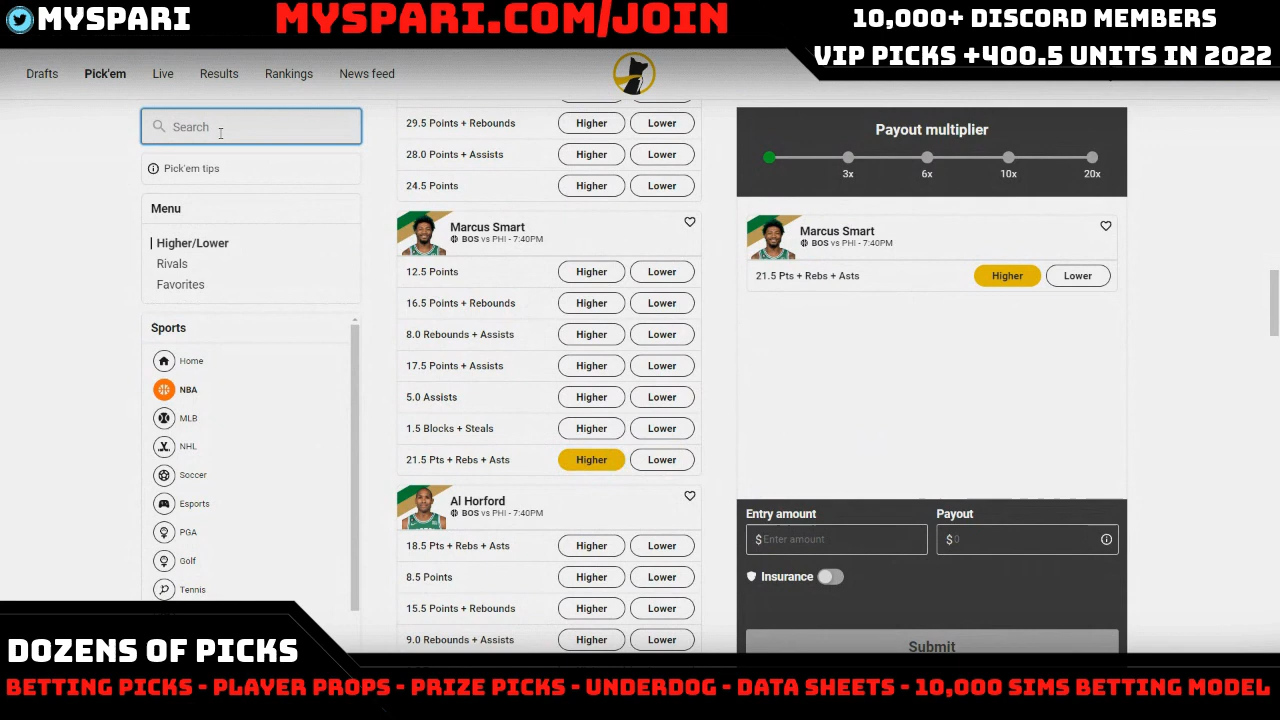 MYSPARI
MYSPARI.COM/JOIN
10,000+ DISCORD MEMBERS
VIP PICKS +400.5 UNITS IN 2022
Drafts Pick'em Live Results Rankings News feed
Search
Pick'em tips
Menu
Higher/Lower
Rivals
Favorites
Sports
Home
NBA
MLB
NHL
Soccer
Esports
PGA
Golf
Tennis
29.5 Points + Rebounds Higher Lower
28.0 Points + Assists Higher Lower
24.5 Points Higher Lower
Marcus Smart
BOS vs PHI - 7:40PM
12.5 Points Higher Lower
16.5 Points + Rebounds Higher Lower
8.0 Rebounds + Assists Higher Lower
17.5 Points + Assists Higher Lower
5.0 Assists Higher Lower
1.5 Blocks + Steals Higher Lower
21.5 Pts + Rebs + Asts Higher Lower
Al Horford
BOS vs PHI - 7:40PM
18.5 Pts + Rebs + Asts Higher Lower
8.5 Points Higher Lower
15.5 Points + Rebounds Higher Lower
9.0 Rebounds + Assists Higher Lower
Payout multiplier
3x 6x 10x 20x
Marcus Smart
BOS vs PHI - 7:40PM
21.5 Pts + Rebs + Asts Higher Lower
Entry amount Payout
$ Enter amount $ 0
Insurance
Submit
DOZENS OF PICKS
BETTING PICKS - PLAYER PROPS - PRIZE PICKS - UNDERDOG - DATA SHEETS - 10,000 SIMS BETTING MODEL